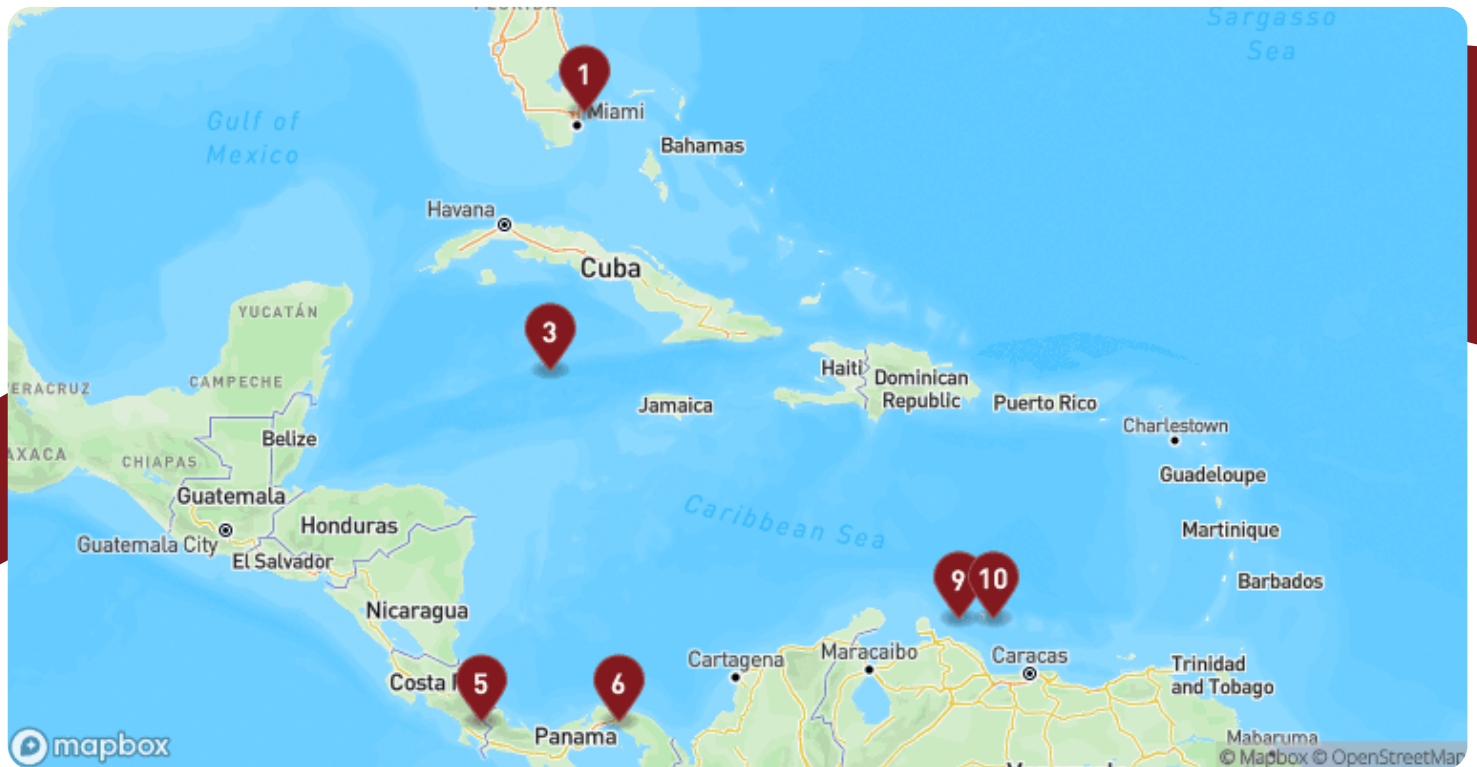 FLORIDA
Sargasso
Sea
1
Miami
Gulf of
Mexico
Bahamas
Havana
Cuba
YUCATÁN
3
Haiti
Dominican
Republic
CAMPECHE
Jamaica
Puerto Rico
Charlestown
Belize
CHIAPAS
Guadeloupe
Guatemala
Caribbean Sea
Honduras
Martinique
Guatemala City
El Salvador
9
10
Barbados
Nicaragua
Cartagena
Maracaibo
Caracas
Trinidad
and Tobago
Costa
5
6
Panama
Mabaruma
mapbox
© Mapbox © OpenStreetMap